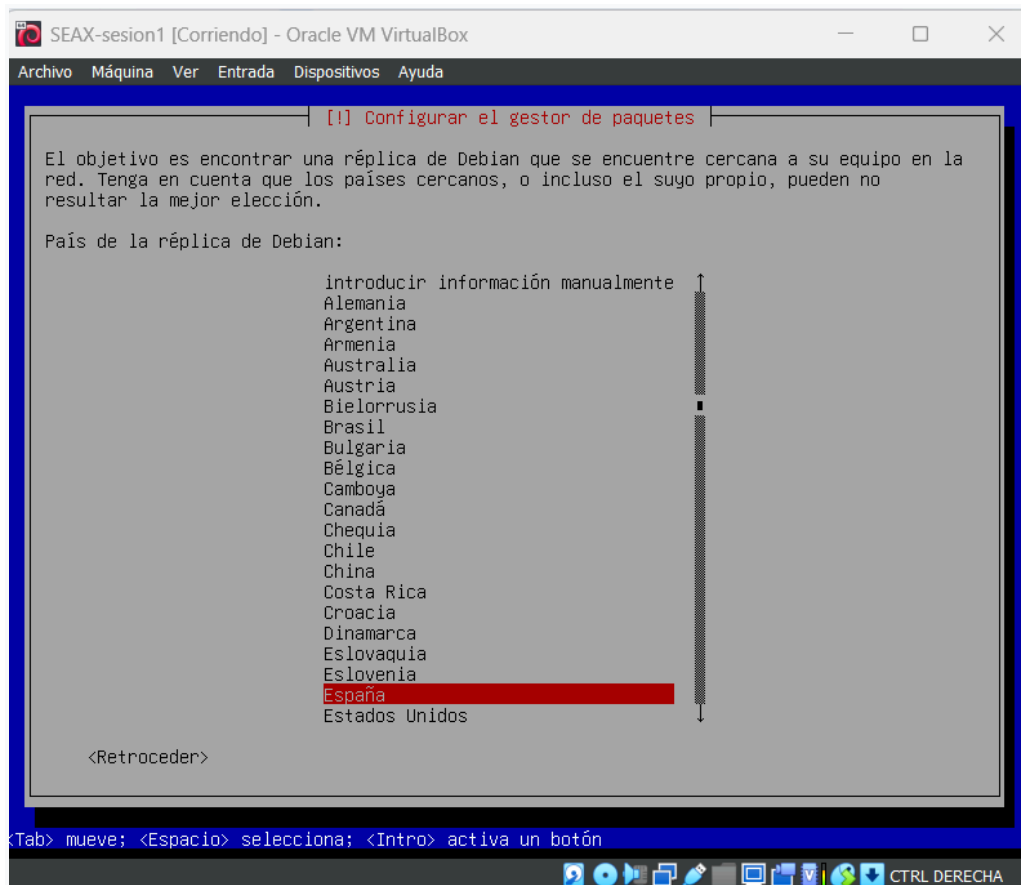 SEAX-sesion1 [Corriendo] - Oracle VM VirtualBox
Archivo Máquina Ver Entrada Dispositivos Ayuda
[!] Configurar el gestor de paquetes
El objetivo es encontrar una réplica de Debian que se encuentre cercana a su equipo en la
red. Tenga en cuenta que los países cercanos, o incluso el suyo propio, pueden no
resultar la mejor elección.
País de la réplica de Debian:
introducir información manualmente
Alemania
Argentina
Armenia
Australia
Austria
Bielorrusia
Brasil
Bulgaria
Bélgica
Camboya
Canadá
Chequia
Chile
China
Costa Rica
Croacia
Dinamarca
Eslovaquia
Eslovenia
España
Estados Unidos
<Retroceder>
<Tab> mueve; <Espacio> selecciona; <Intro> activa un botón
CTRL DERECHA